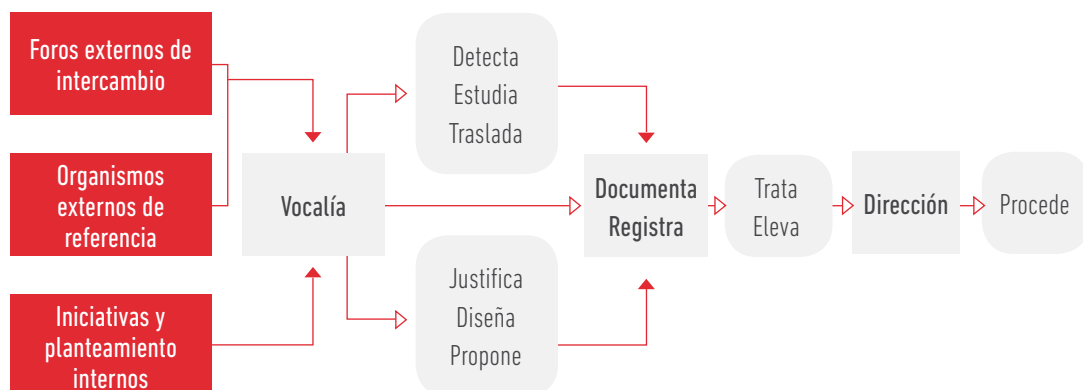 Foros externos de
intercambio
Organismos
externos de
referencia
Iniciativas y
planteamiento
internos
Vocalía
Detecta
Estudia
Traslada
Justifica
Diseña
Propone
Documenta
Registra
Trata
Eleva
Dirección
Procede